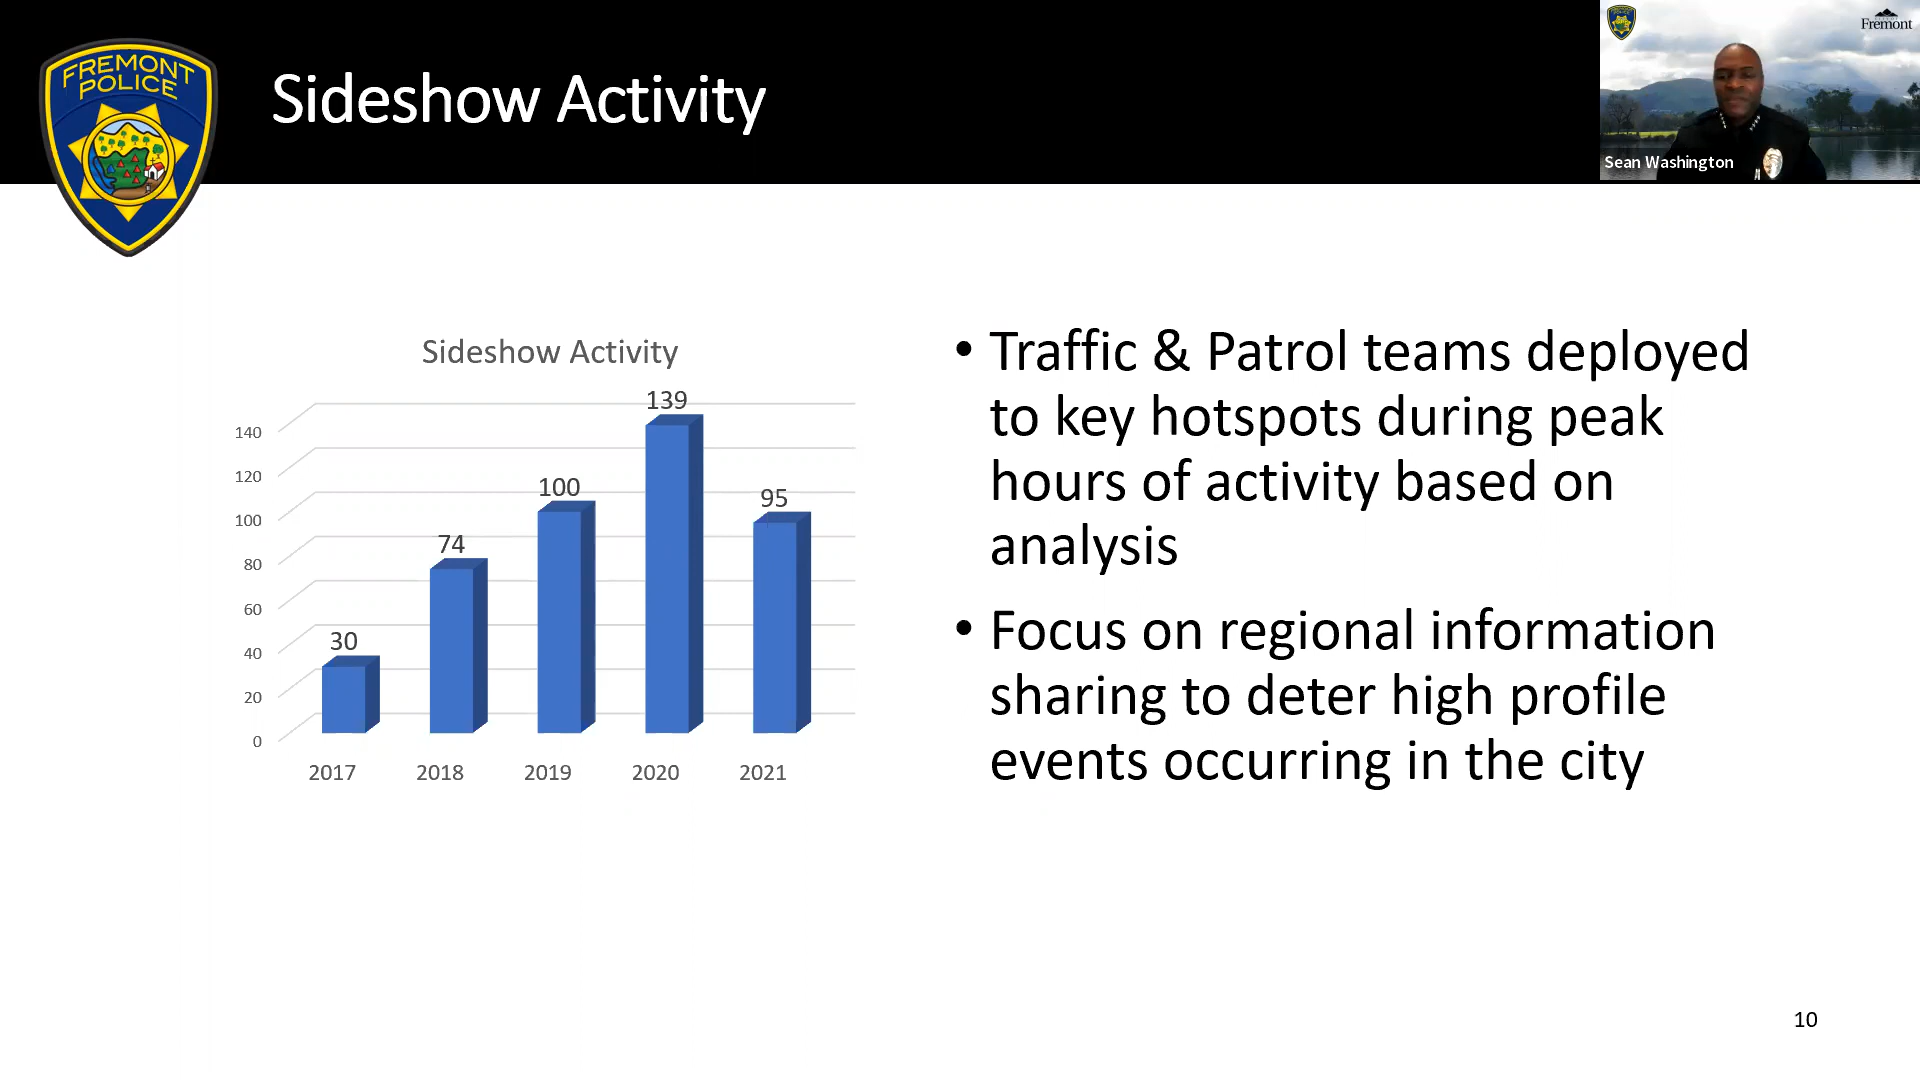 FREMONT
POLICE
Sideshow Activity
Fremont
Sean Washington
Sideshow Activity
140
120
100
80
60
40
20
0
30
74
100
139
95
2017
2018
2019
2020
2021
• Traffic & Patrol teams deployed
to key hotspots during peak
hours of activity based on
analysis
• Focus on regional information
sharing to deter high profile
events occurring in the city
10